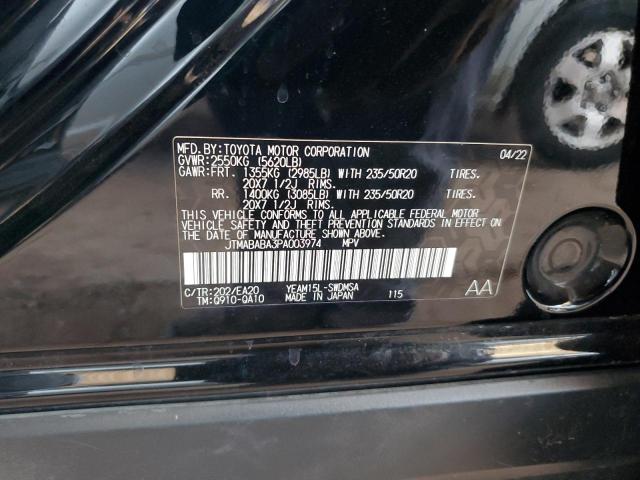 MFD.BY:TOYOTA MOTOR CORPORATION 04/22
GVWR:2550KG (5620LB)
GAWR:FRT. 1355KG (2985LB) WITH 235/50R20 TIRES.
20X7 1/2J RIMS.
RR. 1400KG (3085LB) WITH 235/50R20 TIRES.
20X7 1/2J RIMS.
THIS VEHICLE CONFORMS TO ALL APPLICABLE FEDERAL MOTOR
VEHICLE SAFETY AND THEFT PREVENTION STANDARDS IN EFFECT
ON THE DATE OF MANUFACTURE SHOWN ABOVE.
JTMABABA3PA003974 MPV
C/TR:202/EA20 YEAM15L-SWDMSA AA
TM:Q910-QA10 MADE IN JAPAN 115